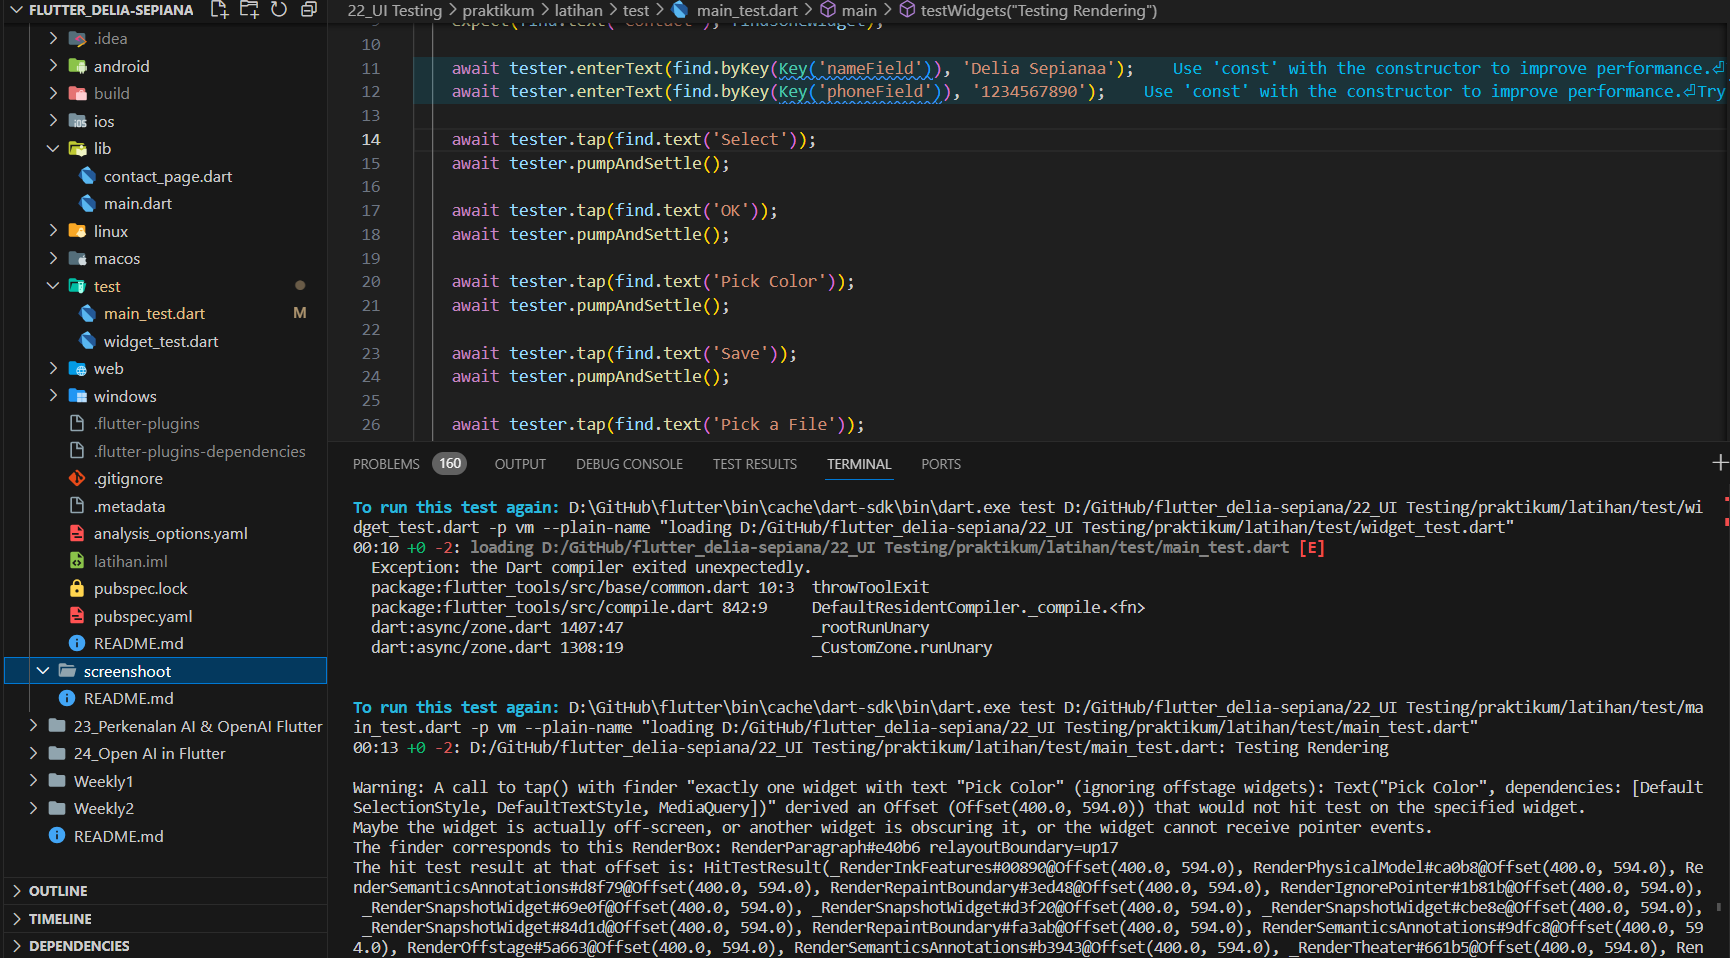 FLUTTER_DELIA-SEPIANA
.idea
android
build
ios
lib
contact_page.dart
main.dart
linux
macos
test
main_test.dart M
widget_test.dart
web
windows
.flutter-plugins
.flutter-plugins-dependencies
.gitignore
.metadata
analysis_options.yaml
latihan.iml
pubspec.lock
pubspec.yaml
README.md
screenshoot
README.md
23_Perkenalan AI & OpenAI Flutter
24_Open AI in Flutter
Weekly1
Weekly2
README.md
OUTLINE
TIMELINE
DEPENDENCIES
22_UI Testing > praktikum > latihan > test > main_test.dart > main > testWidgets("Testing Rendering")
10
11 await tester.enterText(find.byKey(Key('nameField')), 'Delia Sepianaa'); Use 'const' with the constructor to improve performance.⏎
12 await tester.enterText(find.byKey(Key('phoneField')), '1234567890'); Use 'const' with the constructor to improve performance.⏎Try
13
14 await tester.tap(find.text('Select'));
15 await tester.pumpAndSettle();
16
17 await tester.tap(find.text('OK'));
18 await tester.pumpAndSettle();
19
20 await tester.tap(find.text('Pick Color'));
21 await tester.pumpAndSettle();
22
23 await tester.tap(find.text('Save'));
24 await tester.pumpAndSettle();
25
26 await tester.tap(find.text('Pick a File'));
PROBLEMS 160 OUTPUT DEBUG CONSOLE TEST RESULTS TERMINAL PORTS
To run this test again: D:\GitHub\flutter\bin\cache\dart-sdk\bin\dart.exe test D:/GitHub/flutter_delia-sepiana/22_UI Testing/praktikum/latihan/test/wi
dget_test.dart -p vm --plain-name "loading D:/GitHub/flutter_delia-sepiana/22_UI Testing/praktikum/latihan/test/widget_test.dart"
00:10 +0 -2: loading D:/GitHub/flutter_delia-sepiana/22_UI Testing/praktikum/latihan/test/main_test.dart [E]
Exception: the Dart compiler exited unexpectedly.
package:flutter_tools/src/base/common.dart 10:3 throwToolExit
package:flutter_tools/src/compile.dart 842:9 DefaultResidentCompiler._compile.<fn>
dart:async/zone.dart 1407:47 _rootRunUnary
dart:async/zone.dart 1308:19 _CustomZone.runUnary
To run this test again: D:\GitHub\flutter\bin\cache\dart-sdk\bin\dart.exe test D:/GitHub/flutter_delia-sepiana/22_UI Testing/praktikum/latihan/test/ma
in_test.dart -p vm --plain-name "loading D:/GitHub/flutter_delia-sepiana/22_UI Testing/praktikum/latihan/test/main_test.dart"
00:13 +0 -2: D:/GitHub/flutter_delia-sepiana/22_UI Testing/praktikum/latihan/test/main_test.dart: Testing Rendering
Warning: A call to tap() with finder "exactly one widget with text "Pick Color" (ignoring offstage widgets): Text("Pick Color", dependencies: [Default
SelectionStyle, DefaultTextStyle, MediaQuery])" derived an Offset (Offset(400.0, 594.0)) that would not hit test on the specified widget.
Maybe the widget is actually off-screen, or another widget is obscuring it, or the widget cannot receive pointer events.
The finder corresponds to this RenderBox: RenderParagraph#e40b6 relayoutBoundary=up17
The hit test result at that offset is: HitTestResult(_RenderInkFeatures#00890@Offset(400.0, 594.0), RenderPhysicalModel#ca0b8@Offset(400.0, 594.0), Re
nderSemanticsAnnotations#d8f79@Offset(400.0, 594.0), RenderRepaintBoundary#3ed48@Offset(400.0, 594.0), RenderIgnorePointer#1b81b@Offset(400.0, 594.0),
_RenderSnapshotWidget#69e0f@Offset(400.0, 594.0), _RenderSnapshotWidget#d3f20@Offset(400.0, 594.0), _RenderSnapshotWidget#cbe8e@Offset(400.0, 594.0),
_RenderSnapshotWidget#84d1d@Offset(400.0, 594.0), RenderRepaintBoundary#fa3ab@Offset(400.0, 594.0), RenderSemanticsAnnotations#9dfc8@Offset(400.0, 59
4.0), RenderOffstage#5a663@Offset(400.0, 594.0), RenderSemanticsAnnotations#b3943@Offset(400.0, 594.0), _RenderTheater#661b5@Offset(400.0, 594.0), Ren